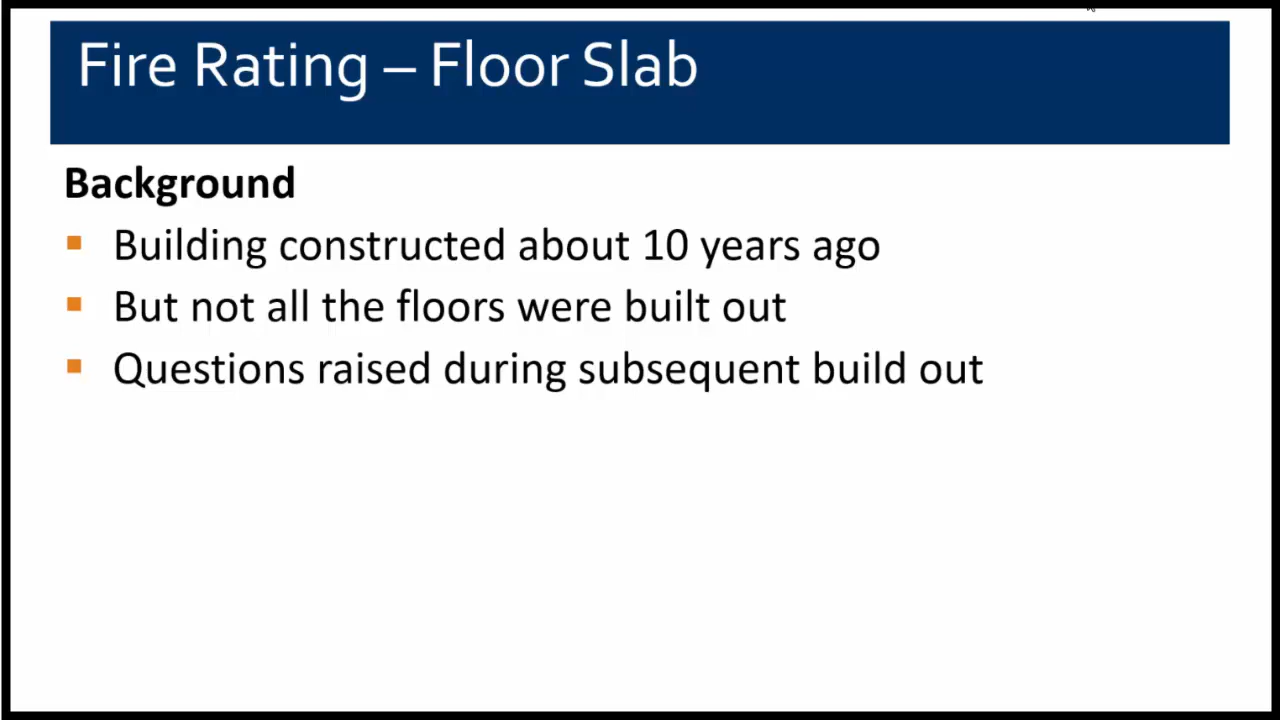 Fire Rating – Floor Slab
Background
▪ Building constructed about 10 years ago
▪ But not all the floors were built out
▪ Questions raised during subsequent build out